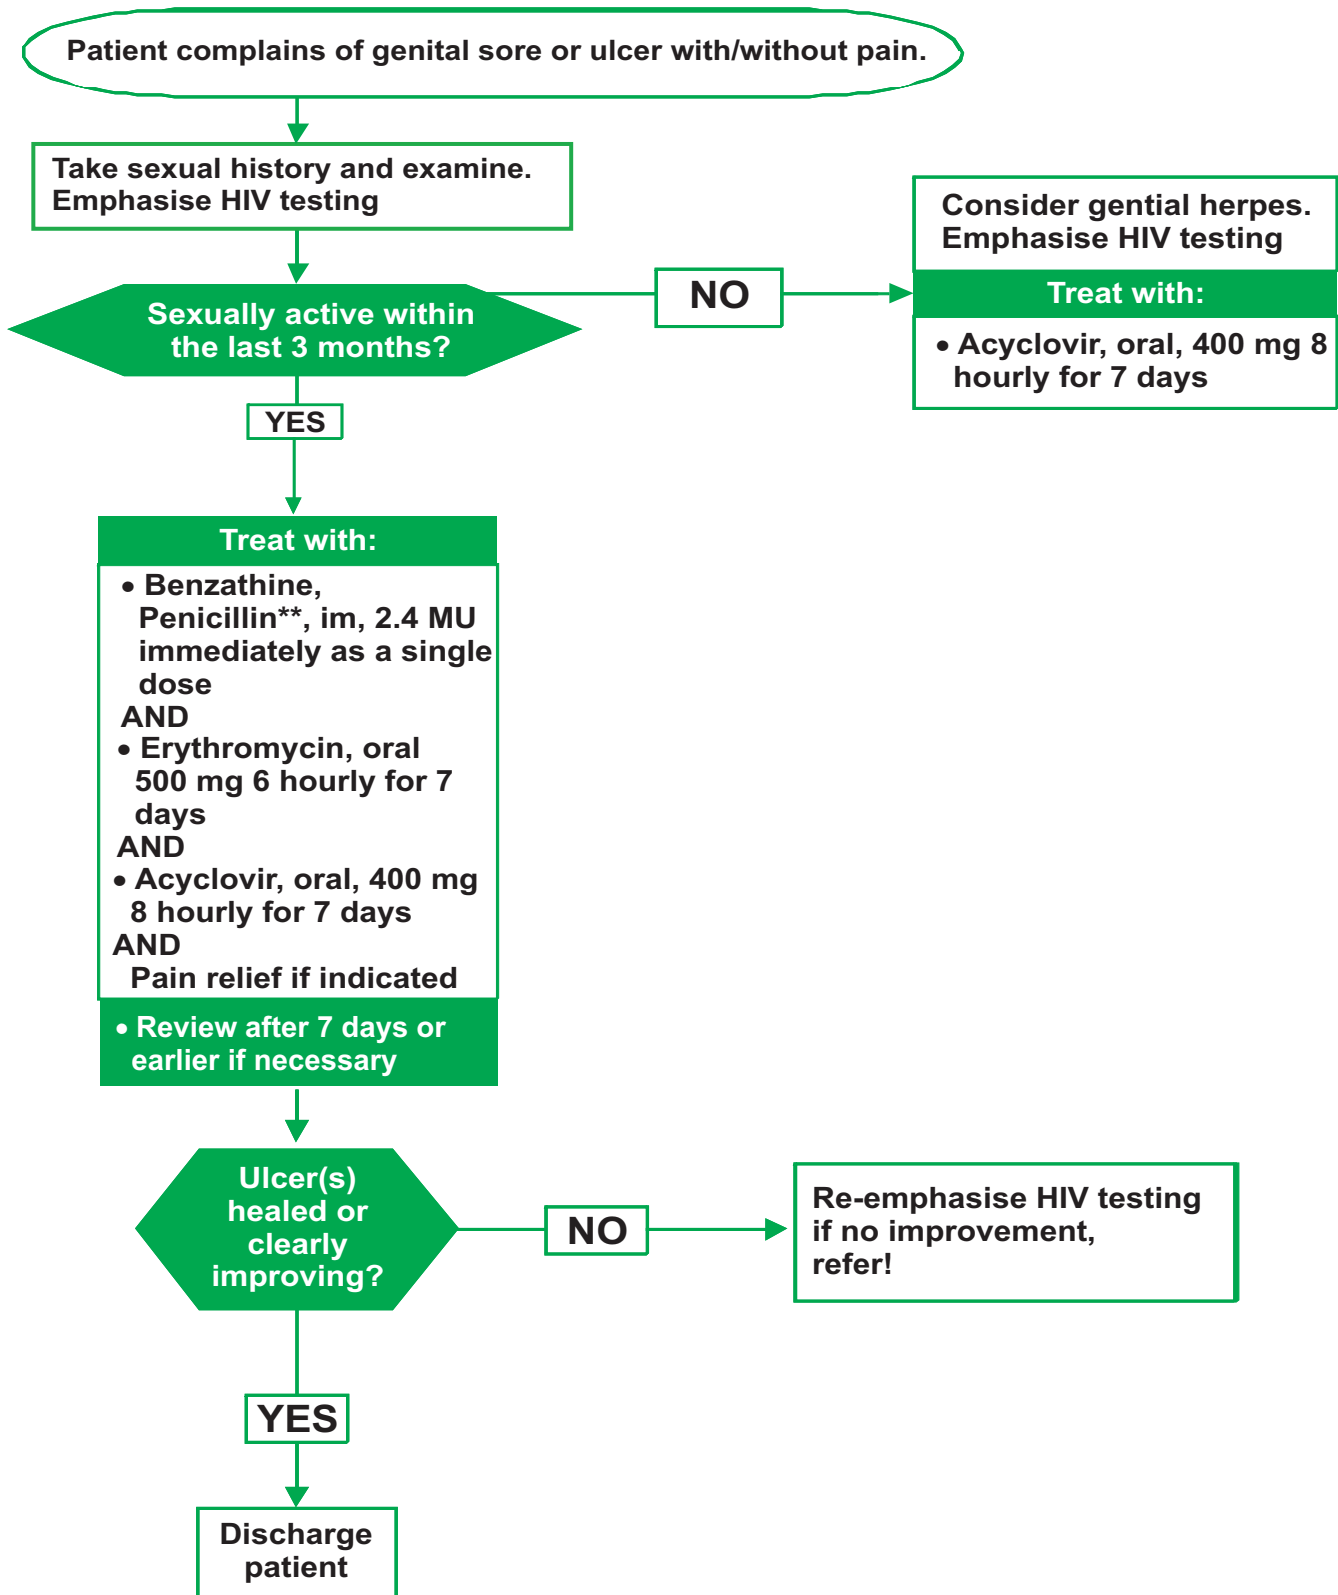 Patient complains of genital sore or ulcer with/without pain.
Take sexual history and examine.
Emphasise HIV testing
Sexually active within
the last 3 months?
NO
Consider gential herpes.
Emphasise HIV testing
Treat with:
• Acyclovir, oral, 400 mg 8
hourly for 7 days
YES
Treat with:
• Benzathine,
Penicillin**, im, 2.4 MU
immediately as a single
dose
AND
• Erythromycin, oral
500 mg 6 hourly for 7
days
AND
• Acyclovir, oral, 400 mg
8 hourly for 7 days
AND
Pain relief if indicated
• Review after 7 days or
earlier if necessary
Ulcer(s)
healed or
clearly
improving?
NO
Re-emphasise HIV testing
if no improvement,
refer!
YES
Discharge
patient